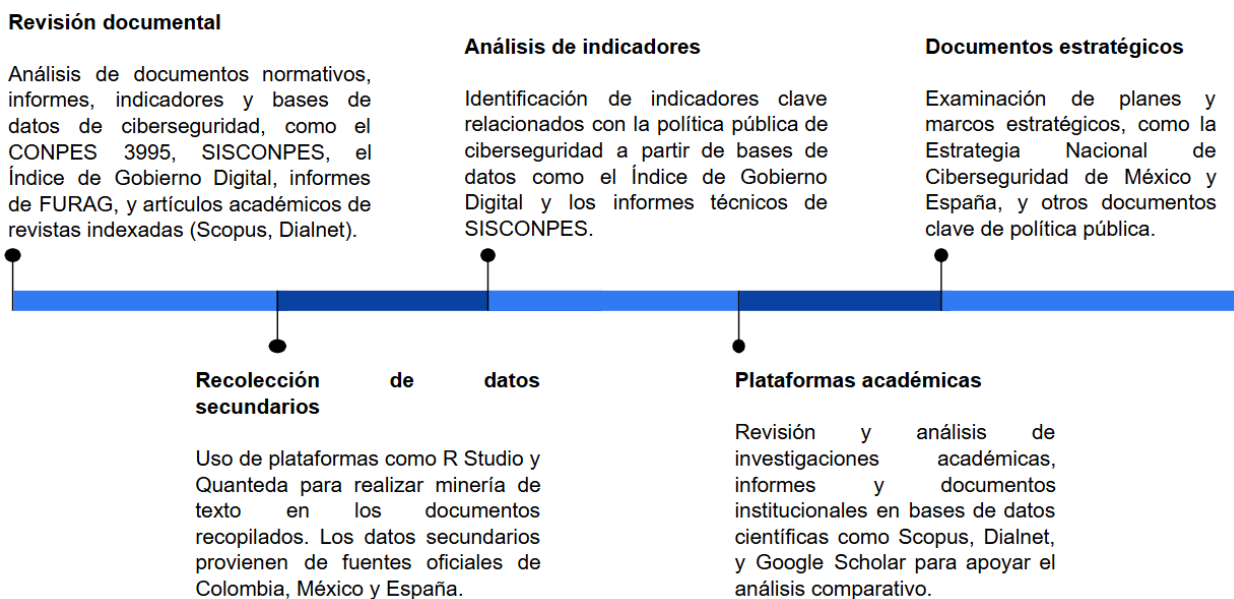 Revisión documental
Análisis de documentos normativos,
informes, indicadores y bases de
datos de ciberseguridad, como el
CONPES 3995, SISCONPES, el
Índice de Gobierno Digital, informes
de FURAG, y artículos académicos de
revistas indexadas (Scopus, Dialnet).
Análisis de indicadores
Identificación de indicadores clave
relacionados con la política pública de
ciberseguridad a partir de bases de
datos como el Índice de Gobierno
Digital y los informes técnicos de
SISCONPES.
Documentos estratégicos
Examinación de planes y
marcos estratégicos, como la
Estrategia Nacional de
Ciberseguridad de México y
España, y otros documentos
clave de política pública.
Recolección de datos
secundarios
Uso de plataformas como R Studio y
Quanteda para realizar minería de
texto en los documentos
recopilados. Los datos secundarios
provienen de fuentes oficiales de
Colombia, México y España.
Plataformas académicas
Revisión y análisis de
investigaciones académicas,
informes y documentos
institucionales en bases de datos
científicas como Scopus, Dialnet,
y Google Scholar para apoyar el
análisis comparativo.